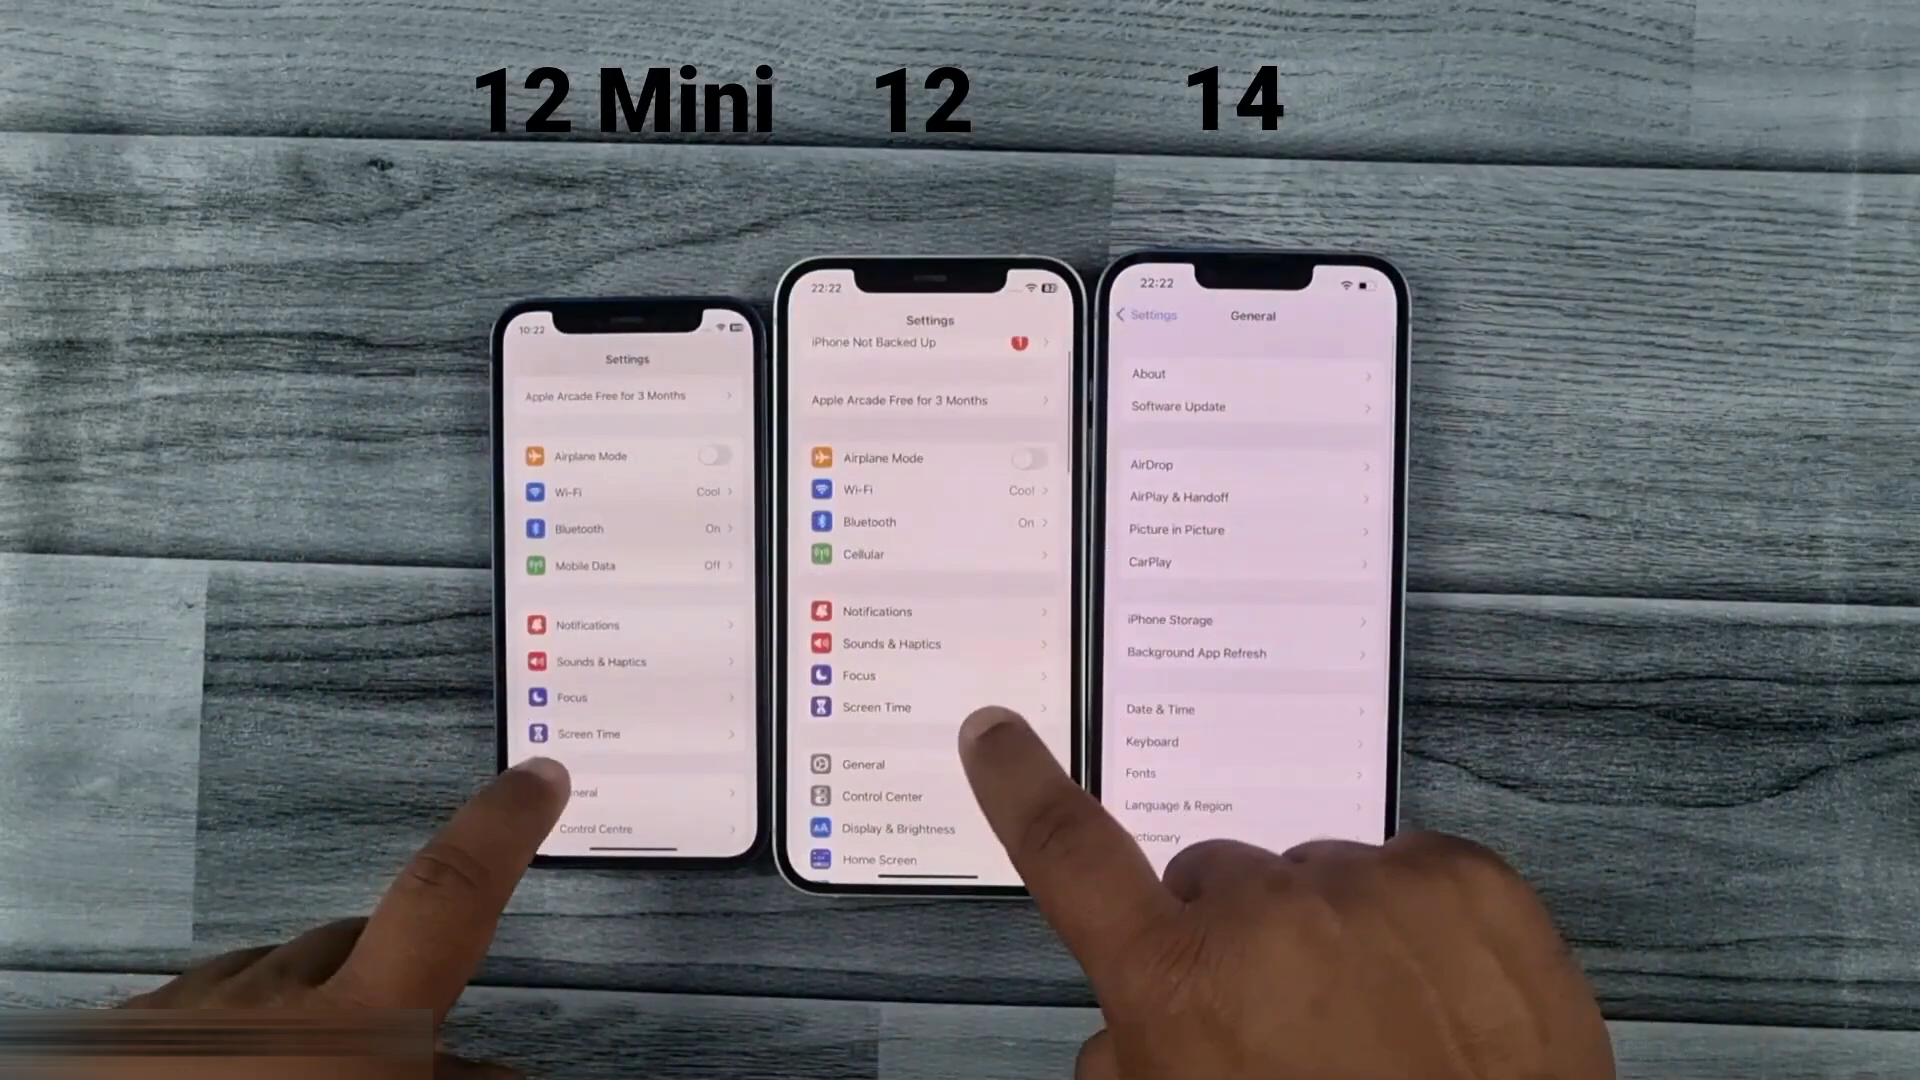 12 Mini
12
14
10:22
Settings
Apple Arcade Free for 3 Months
Airplane Mode
Wi-Fi
Cool
Bluetooth
On
Mobile Data
Off
Notifications
Sounds & Haptics
Focus
Screen Time
neral
Control Centre
22:22
Settings
iPhone Not Backed Up
1
Apple Arcade Free for 3 Months
Airplane Mode
Wi-Fi
Cool
Bluetooth
On
Cellular
Notifications
Sounds & Haptics
Focus
Screen Time
General
Control Center
AA
Display & Brightness
Home Screen
22:22
Settings
General
About
Software Update
AirDrop
AirPlay & Handoff
Picture in Picture
CarPlay
iPhone Storage
Background App Refresh
Date & Time
Keyboard
Fonts
Language & Region
ictionary